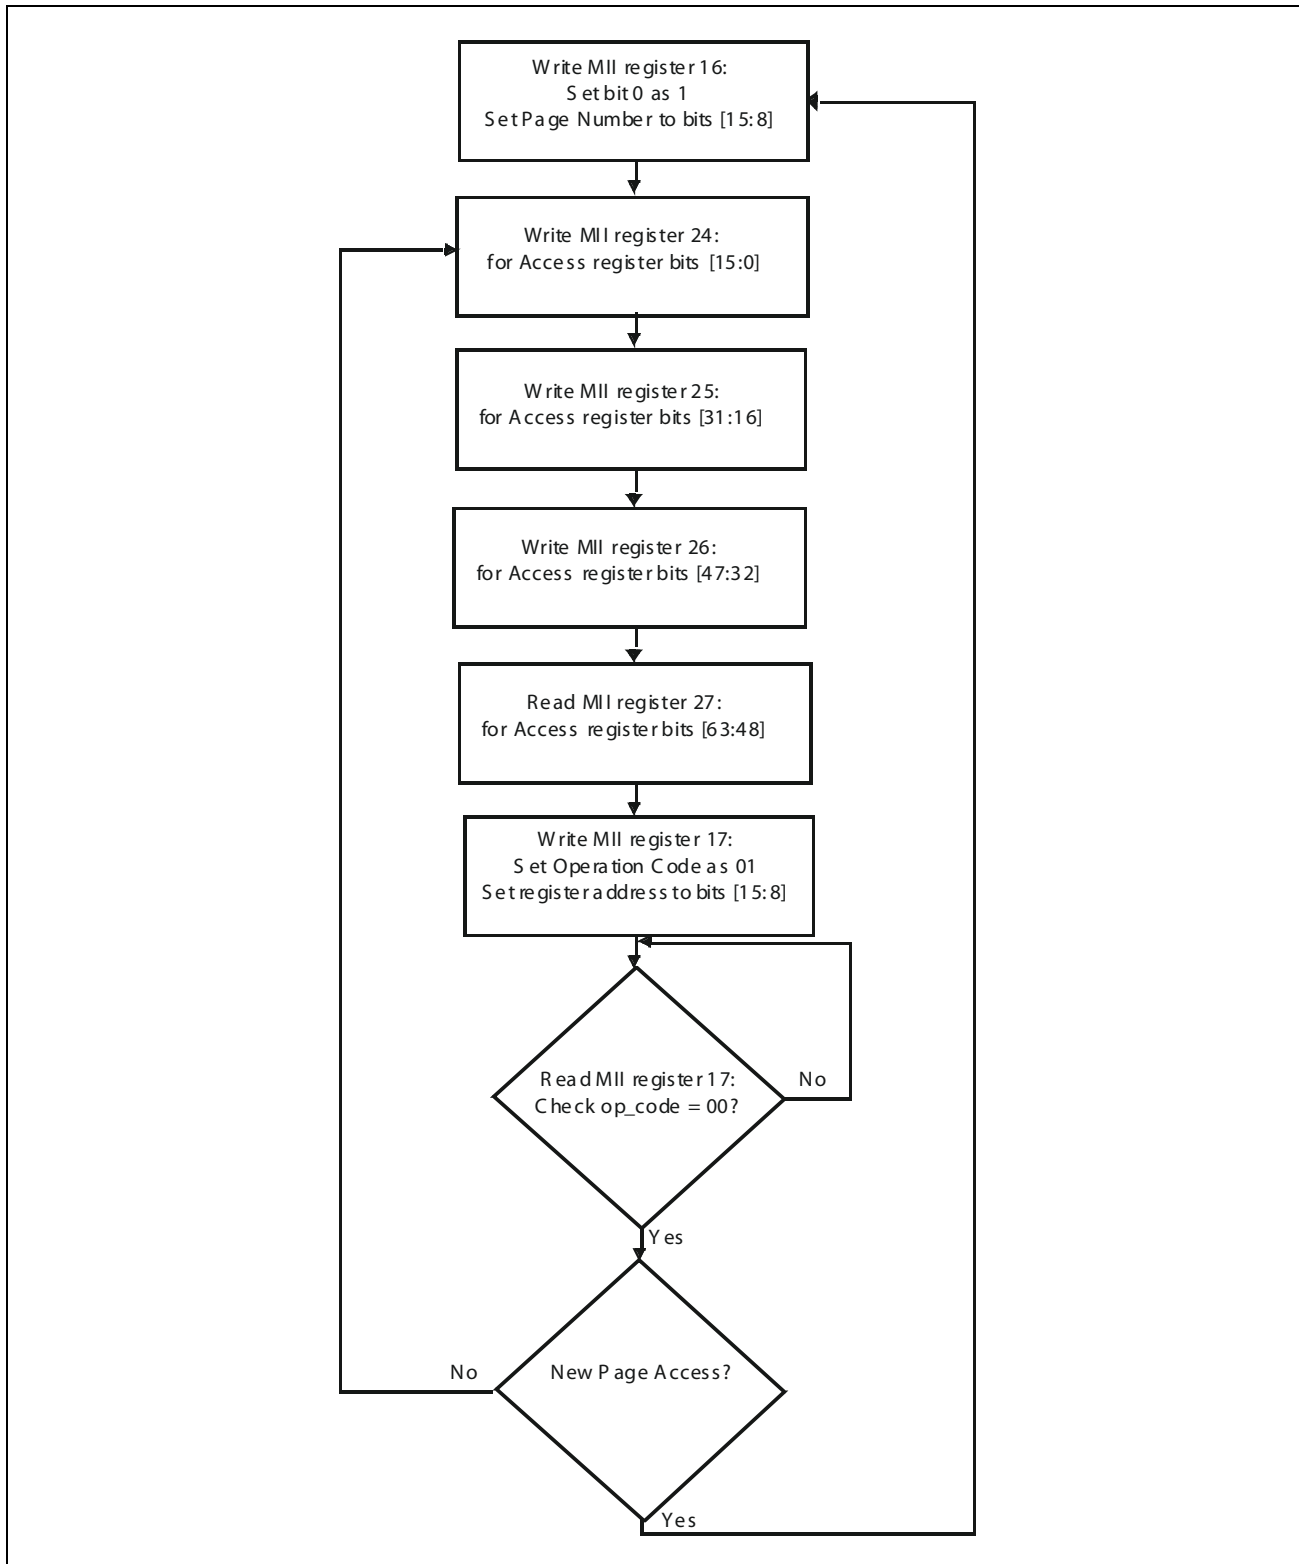 Write MII register 16:
Set bit 0 as 1
Set Page Number to bits [15:8]
Write MII register 24:
for Access register bits [15:0]
Write MII register 25:
for Access register bits [31:16]
Write MII register 26:
for Access register bits [47:32]
Read MII register 27:
for Access register bits [63:48]
Write MII register 17:
Set Operation Code as 01
Set register address to bits [15:8]
Read MII register 17:
Check op_code = 00?
No
Yes
New Page Access?
No
Yes